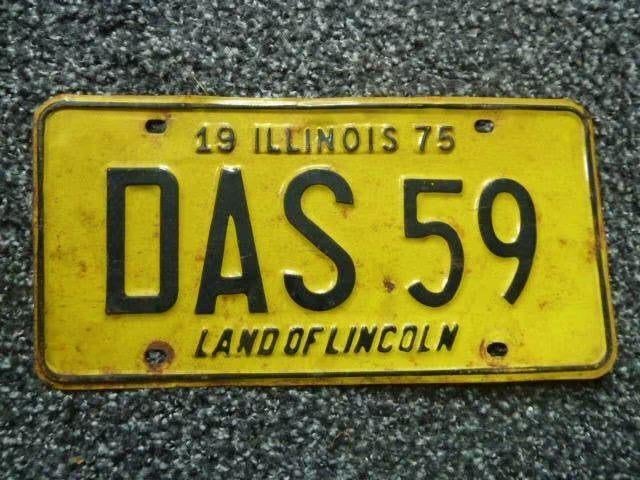 19 ILLINOIS 75
DAS 59
LAND OF LINCOLN